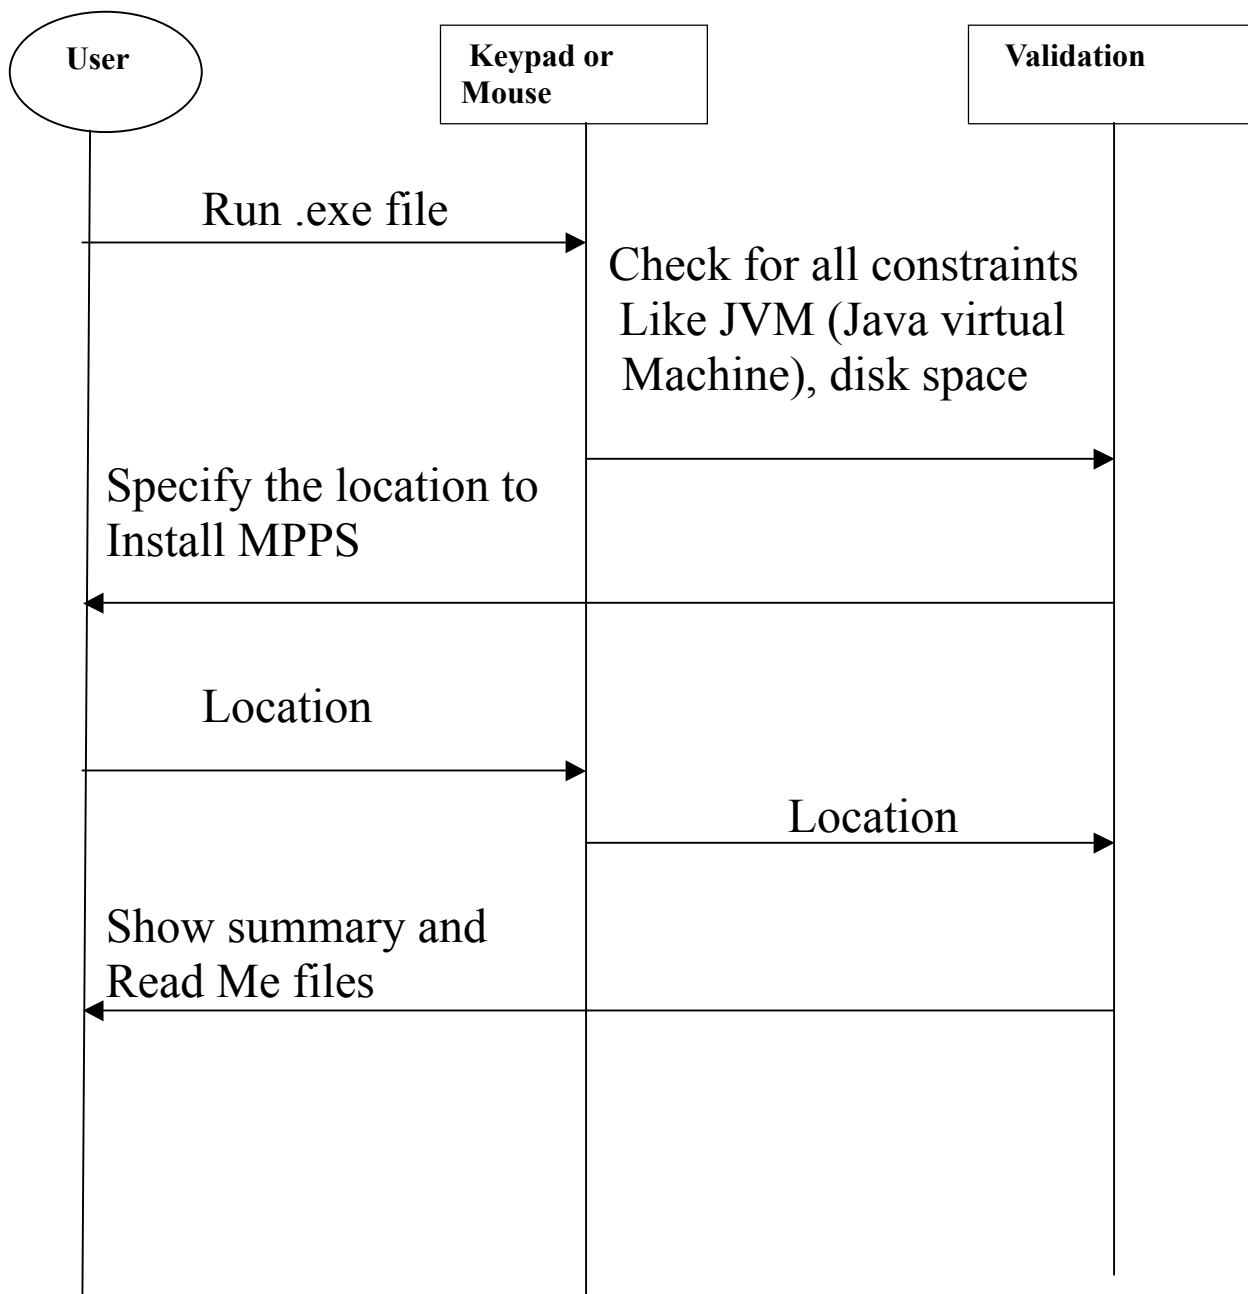 User
Keypad or
Mouse
Validation
Run .exe file
Check for all constraints
Like JVM (Java virtual
Machine), disk space
Specify the location to
Install MPPS
Location
Location
Show summary and
Read Me files